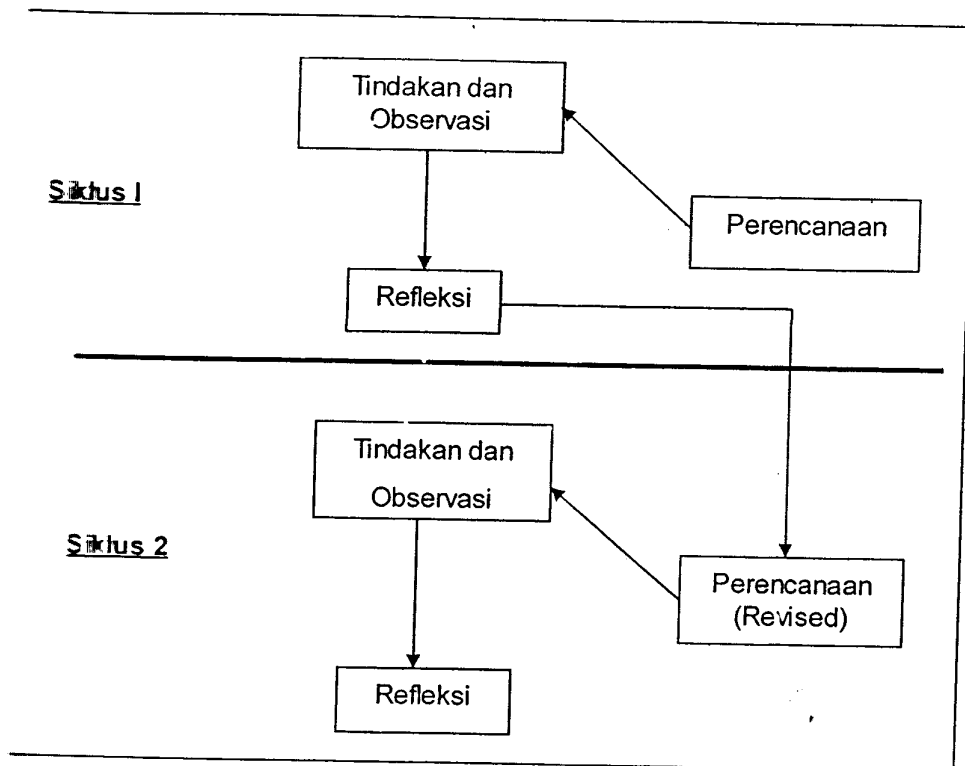 Tindakan dan
Observasi
Siklus I
Perencanaan
Refleksi
Tindakan dan
Observasi
Siklus 2
Perencanaan
(Revised)
Refleksi